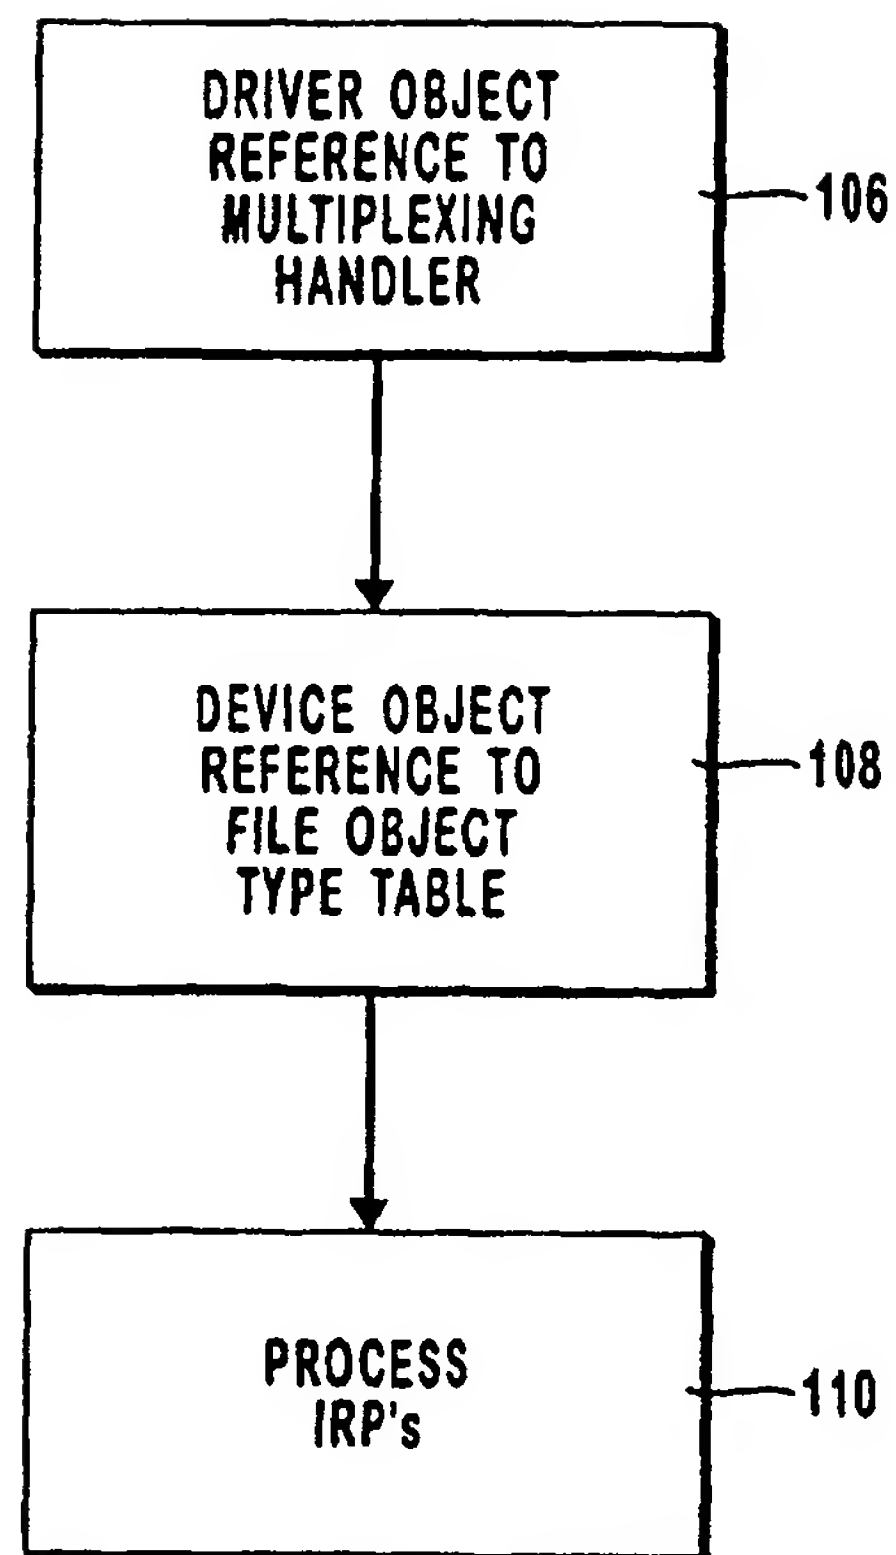 DRIVER OBJECT
REFERENCE TO
MULTIPLEXING
HANDLER
106
DEVICE OBJECT
REFERENCE TO
FILE OBJECT
TYPE TABLE
108
PROCESS
IRP's
110